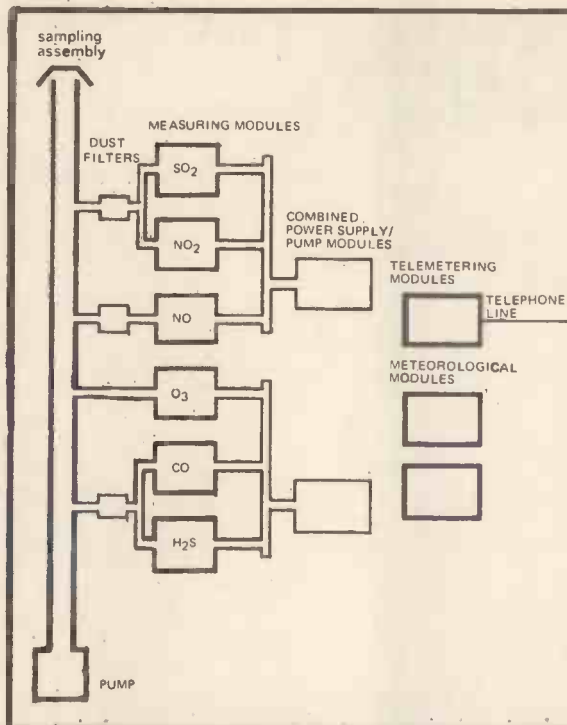 sampling
assembly
DUST
FILTERS
MEASURING MODULES
SO2
NO2
NO
O3
CO
H2S
COMBINED
POWER SUPPLY/
PUMP MODULES
TELEMETERING
MODULES
TELEPHONE
LINE
METEOROLOGICAL
MODULES
PUMP